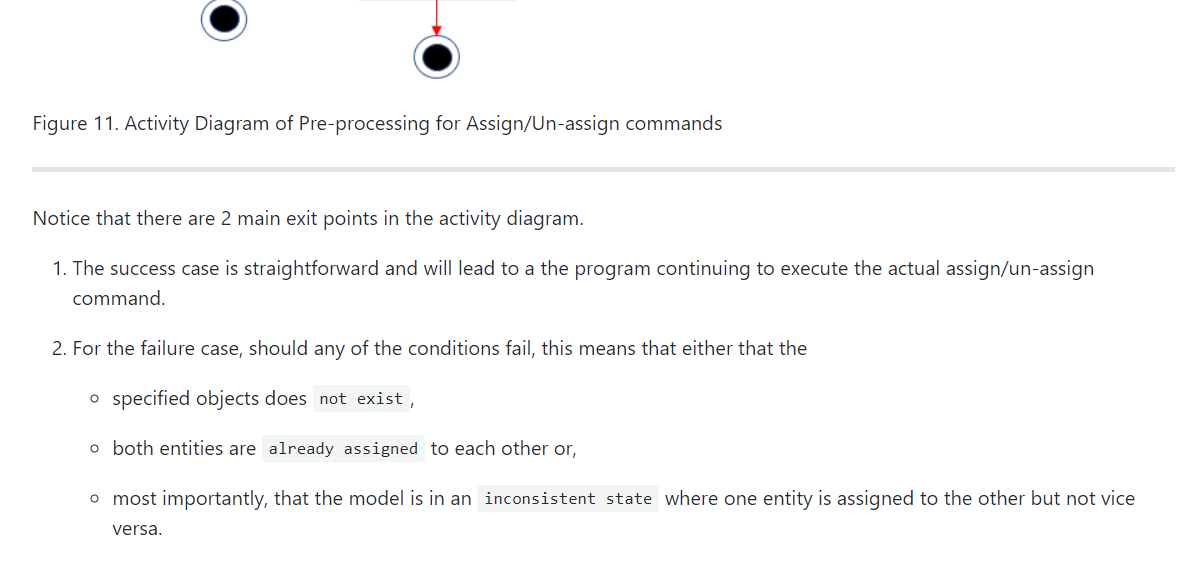 Figure 11. Activity Diagram of Pre-processing for Assign/Un-assign commands
Notice that there are 2 main exit points in the activity diagram.
1. The success case is straightforward and will lead to a the program continuing to execute the actual assign/un-assign
command.
2. For the failure case, should any of the conditions fail, this means that either that the
specified objects does not exist ,
both entities are already assigned to each other or,
most importantly, that the model is in an inconsistent state where one entity is assigned to the other but not vice
versa.